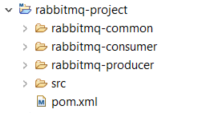 rabbitmq-project
rabbitmq-common
rabbitmq-consumer
rabbitmq-producer
src
pom.xml